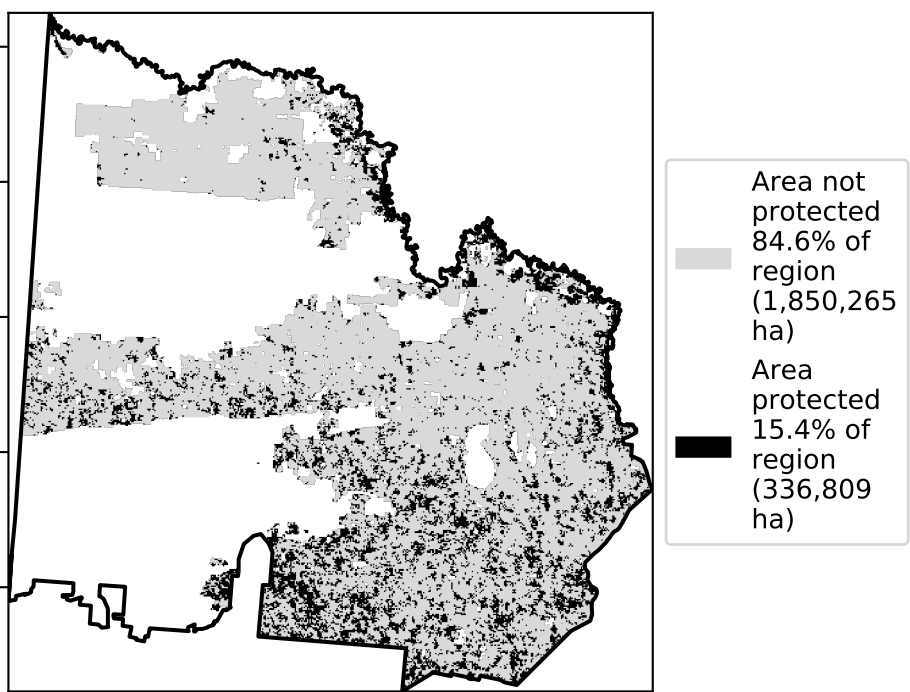 Area not
protected
84.6% of
region
(1,850,265
ha)
Area
protected
15.4% of
region
(336,809
ha)